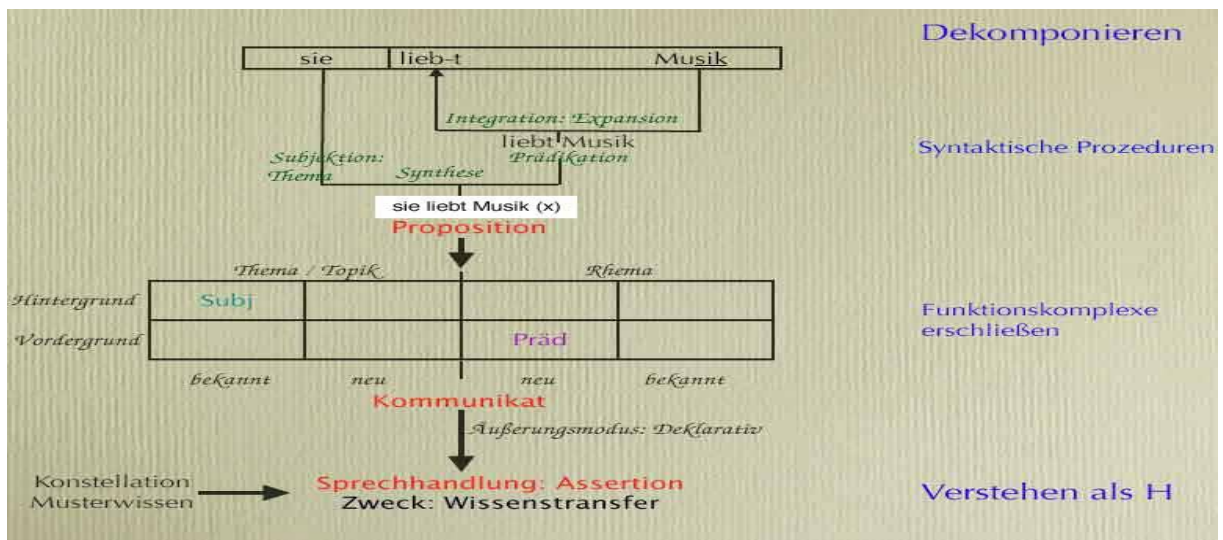 Dekomponieren
sie lieb-t Musik
Integration: Expansion
liebt Musik
Subjektion: Prädikation
Thema Synthese
Syntaktische Prozeduren
sie liebt Musik (x)
Proposition
Thema / Topik Rhema
Hintergrund Subj
Vordergrund Präd
Funktionskomplexe
erschließen
bekannt neu neu bekannt
Kommunikat
Äußerungsmodus: Deklarativ
Konstellation
Musterwissen
Sprechhandlung: Assertion
Zweck: Wissenstransfer
Verstehen als H